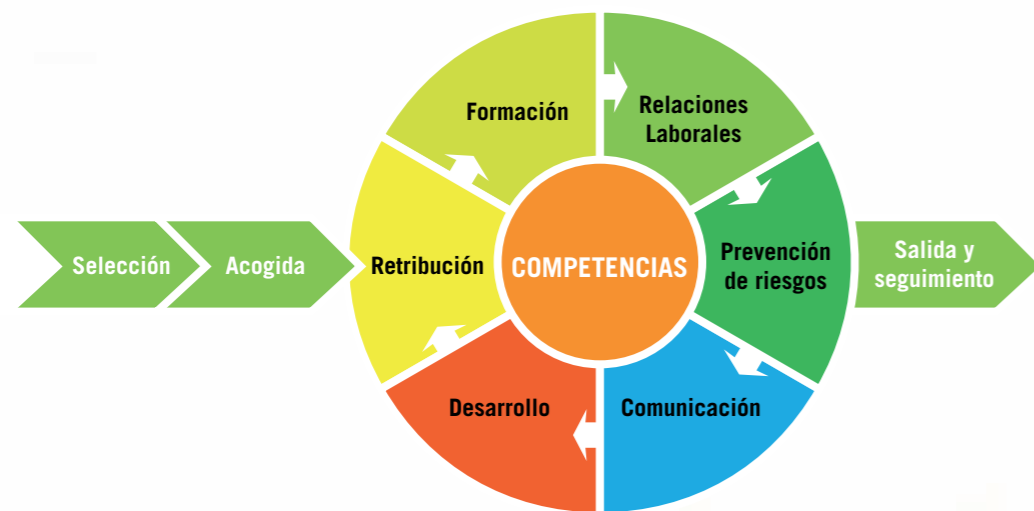 Formación
Relaciones
Laborales
Selección
Acogida
Retribución
COMPETENCIAS
Prevención
de riesgos
Salida y
seguimiento
Desarrollo
Comunicación